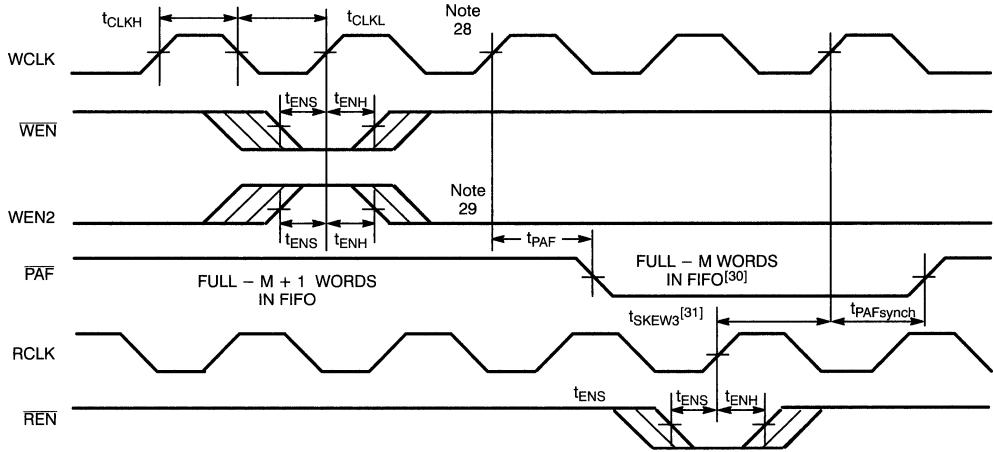 tCLKH
tCLKL
Note
28
WCLK
tENS
tENH
WEN
Note
29
WEN2
tENS
tENH
tPAF
PAF
FULL – M + 1 WORDS
IN FIFO
FULL – M WORDS
IN FIFO[30]
tSKEW3[31]
tPAFsynch
RCLK
tENS
tENS
tENH
REN